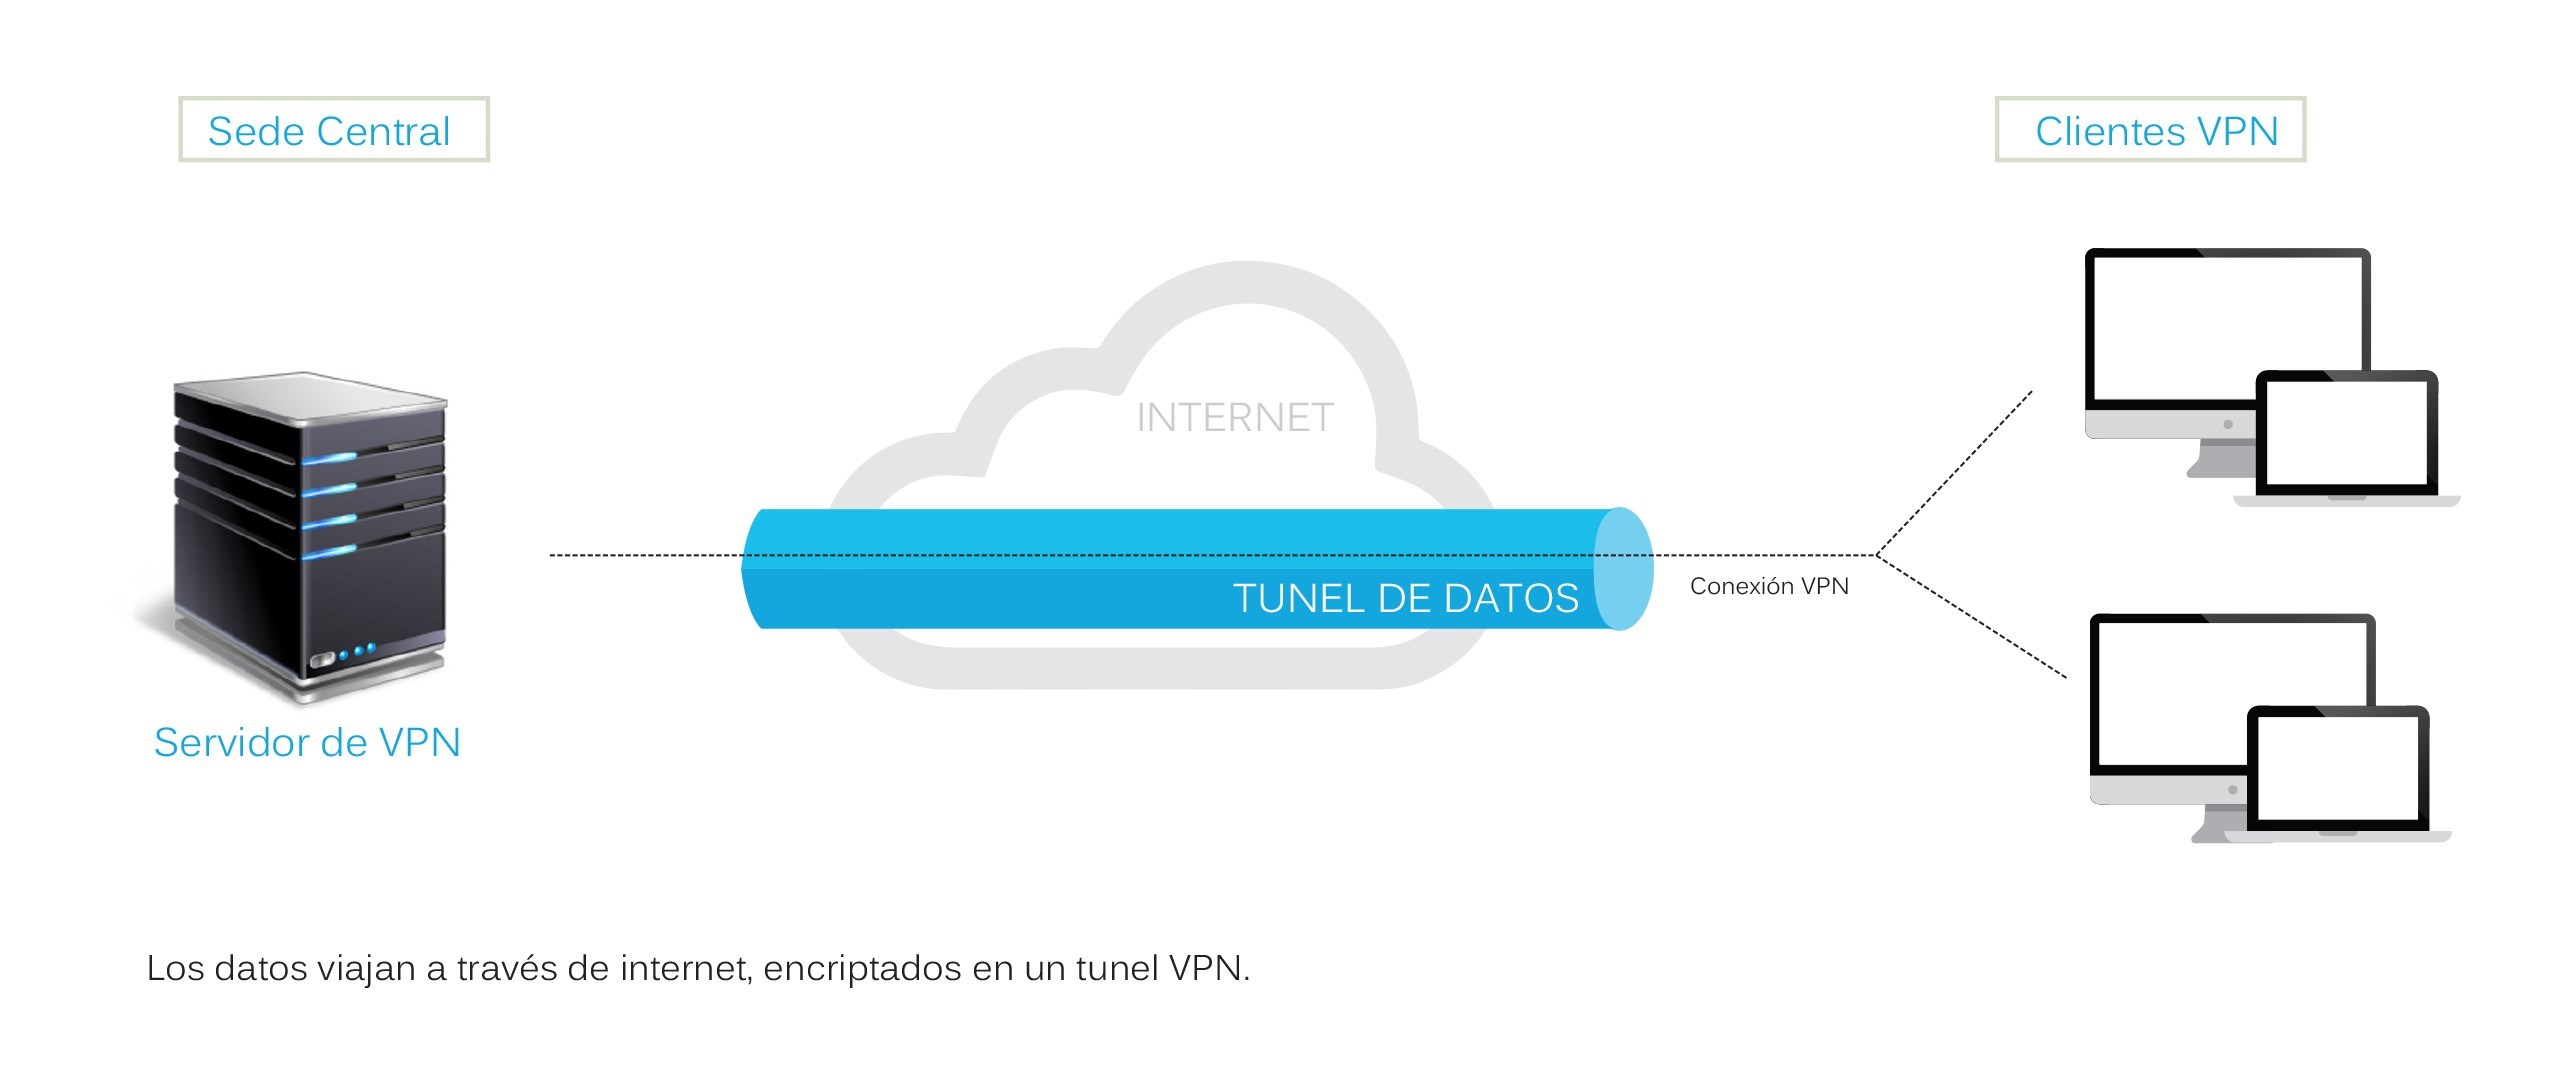 Sede Central
Clientes VPN
INTERNET
TUNEL DE DATOS
Conexión VPN
Servidor de VPN
Los datos viajan a través de internet, encriptados en un tunel VPN.